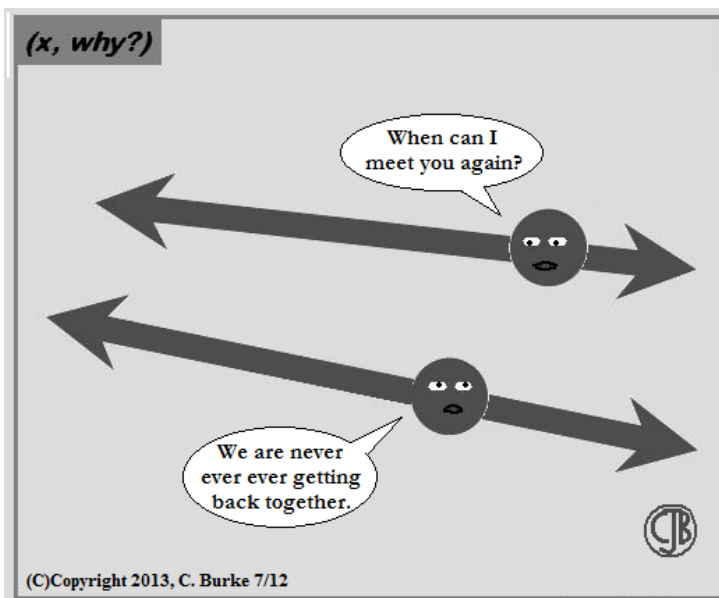 (x, why?)
When can I
meet you again?
We are never
ever ever getting
back together.
CJB
(C)Copyright 2013, C. Burke 7/12